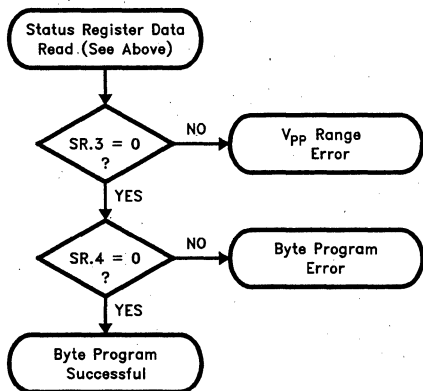 Status Register Data
Read (See Above)
SR.3 = 0
?
NO
VPP Range
Error
YES
SR.4 = 0
?
NO
Byte Program
Error
YES
Byte Program
Successful